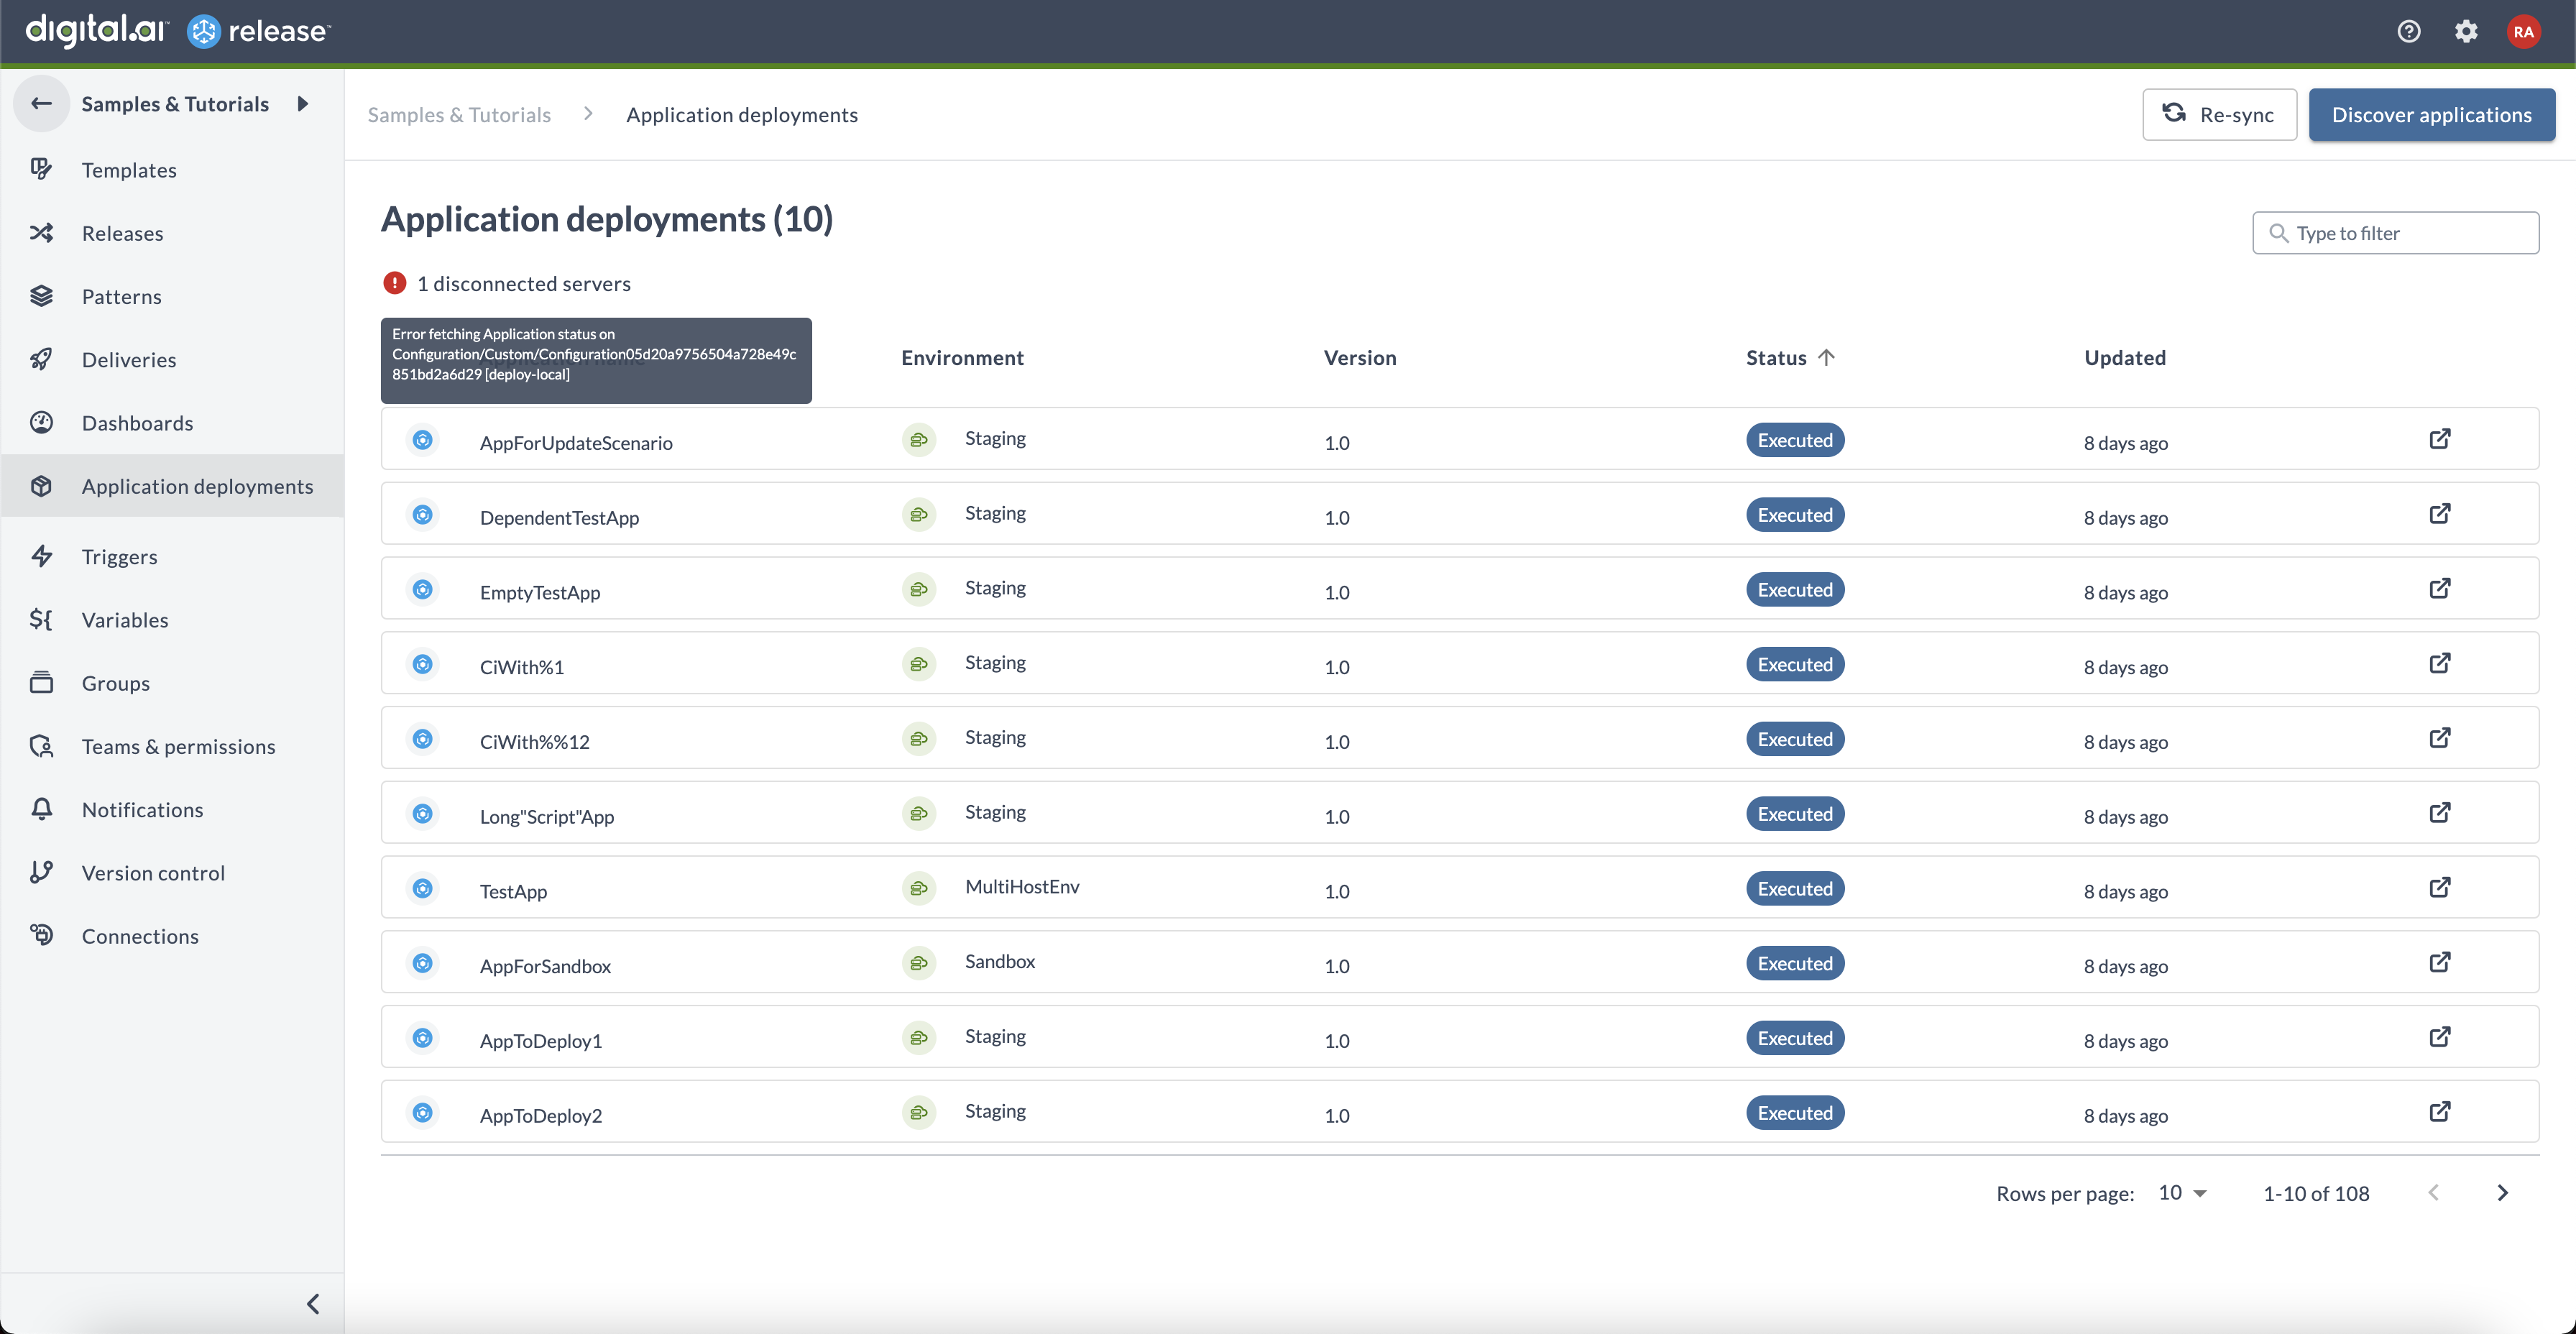 digital.ai™ release™
RA
Samples & Tutorials
Templates
Releases
Patterns
Deliveries
Dashboards
Application deployments
Triggers
Variables
Groups
Teams & permissions
Notifications
Version control
Connections
Samples & Tutorials > Application deployments
Re-sync
Discover applications
Application deployments (10)
Type to filter
1 disconnected servers
Error fetching Application status on
Configuration/Custom/Configuration05d20a9756504a728e49c
851bd2a6d29 [deploy-local]
Environment Version Status Updated
AppForUpdateScenario Staging 1.0 Executed 8 days ago
DependentTestApp Staging 1.0 Executed 8 days ago
EmptyTestApp Staging 1.0 Executed 8 days ago
CiWith%1 Staging 1.0 Executed 8 days ago
CiWith%%12 Staging 1.0 Executed 8 days ago
Long"Script"App Staging 1.0 Executed 8 days ago
TestApp MultiHostEnv 1.0 Executed 8 days ago
AppForSandbox Sandbox 1.0 Executed 8 days ago
AppToDeploy1 Staging 1.0 Executed 8 days ago
AppToDeploy2 Staging 1.0 Executed 8 days ago
Rows per page: 10 1-10 of 108